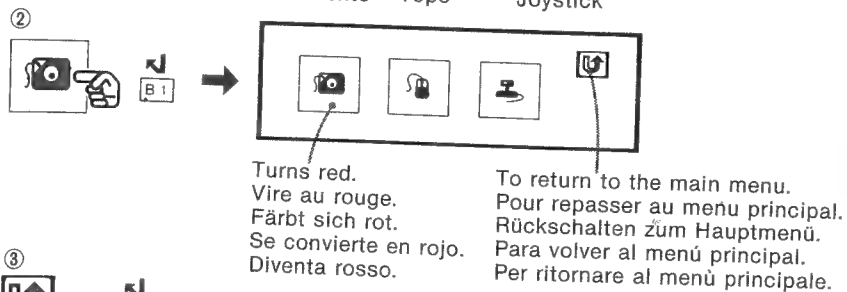 Joystick
②
B 1
Turns red.
Vire au rouge.
Färbt sich rot.
Se convierte en rojo.
Diventa rosso.
To return to the main menu.
Pour repasser au menu principal.
Rückschalten zum Hauptmenü.
Para volver al menú principal.
Per ritornare al menù principale.
③